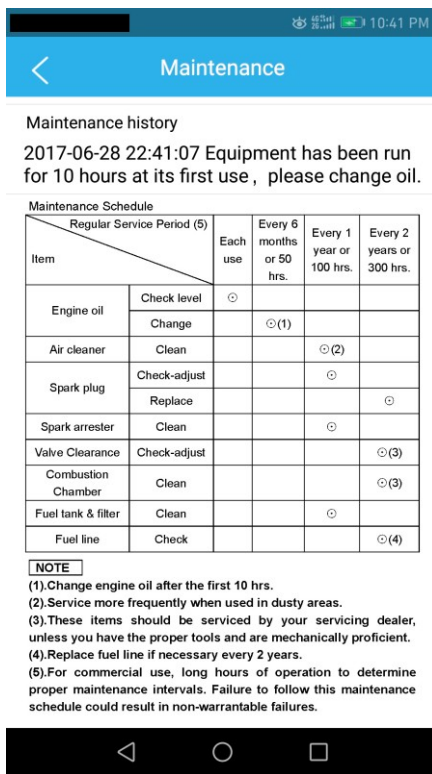 10:41 PM
Maintenance
Maintenance history
2017-06-28 22:41:07 Equipment has been run
for 10 hours at its first use , please change oil.
Maintenance Schedule
Regular Service Period (5)
Item
Each
use
Every 6
months
or 50
hrs.
Every 1
year or
100 hrs.
Every 2
years or
300 hrs.
Engine oil
Check level
⊙
Change
⊙(1)
Air cleaner
Clean
⊙(2)
Spark plug
Check-adjust
⊙
Replace
⊙
Spark arrester
Clean
⊙
Valve Clearance
Check-adjust
⊙(3)
Combustion
Chamber
Clean
⊙(3)
Fuel tank & filter
Clean
⊙
Fuel line
Check
⊙(4)
NOTE
(1).Change engine oil after the first 10 hrs.
(2).Service more frequently when used in dusty areas.
(3).These items should be serviced by your servicing dealer,
unless you have the proper tools and are mechanically proficient.
(4).Replace fuel line if necessary every 2 years.
(5).For commercial use, long hours of operation to determine
proper maintenance intervals. Failure to follow this maintenance
schedule could result in non-warrantable failures.